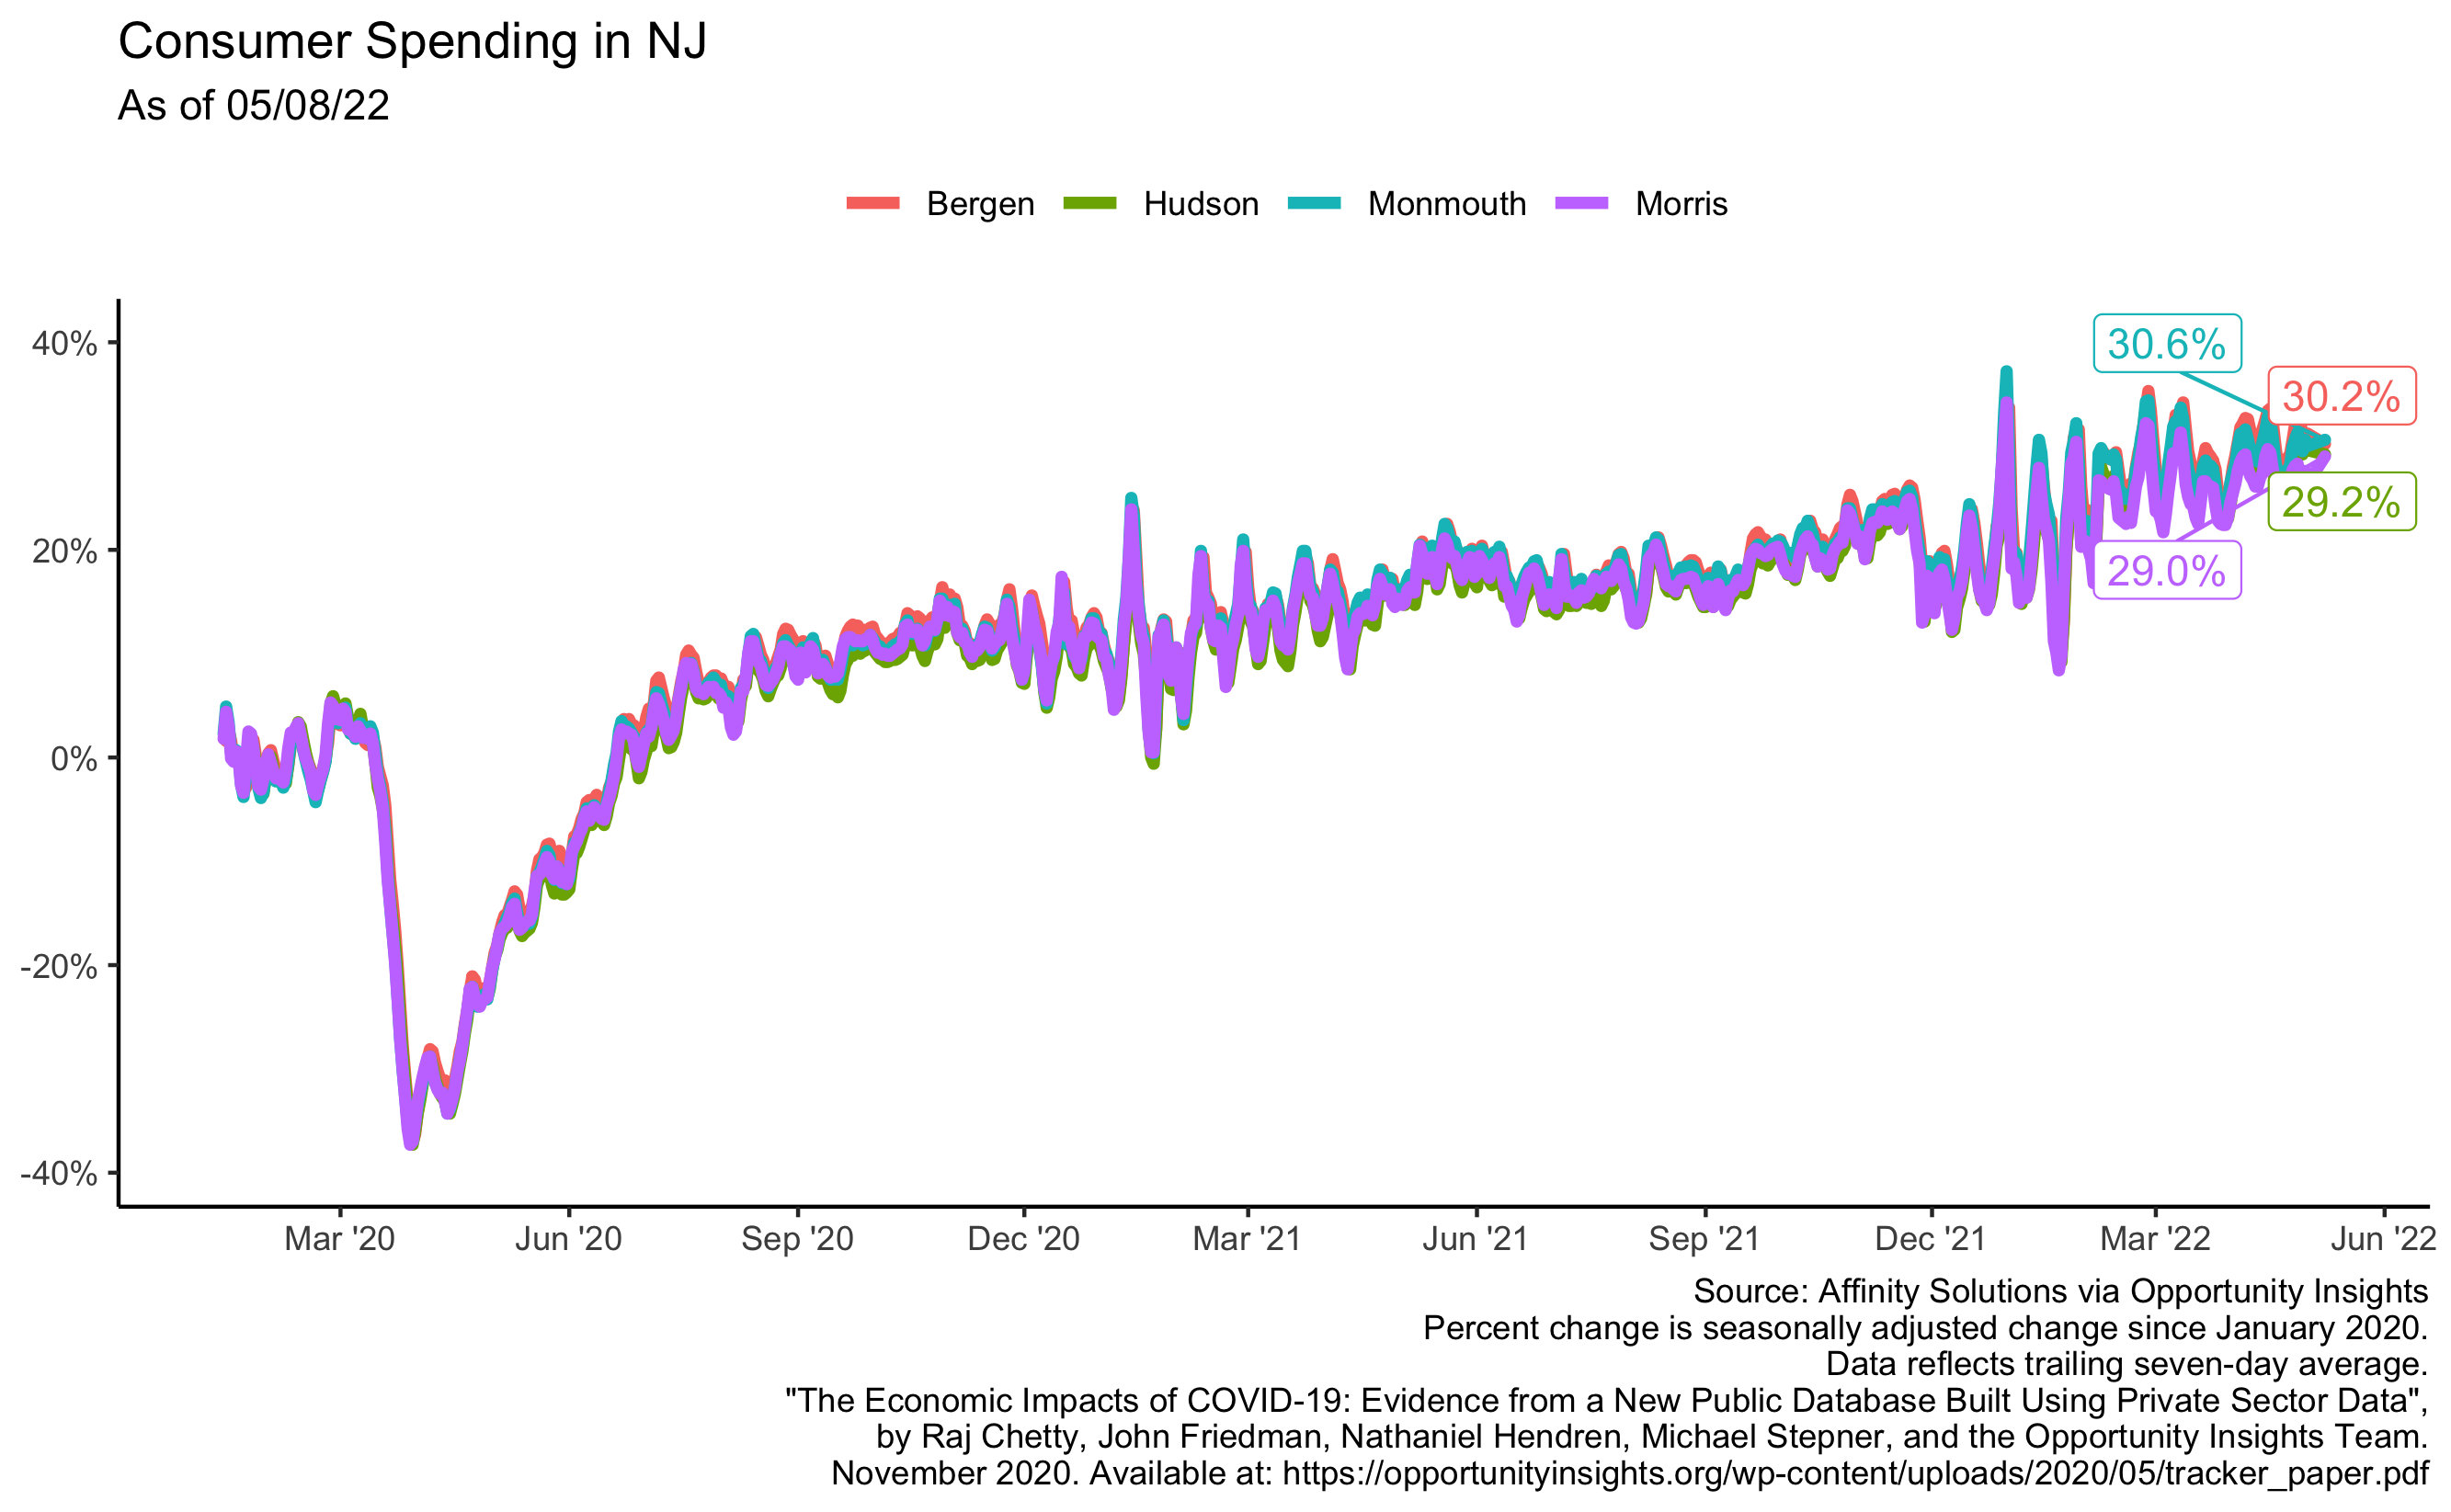 Consumer Spending in NJ
As of 05/08/22
Bergen Hudson Monmouth Morris
40%
20%
0%
-20%
-40%
30.6%
30.2%
29.2%
29.0%
Mar '20 Jun '20 Sep '20 Dec '20 Mar '21 Jun '21 Sep '21 Dec '21 Mar '22 Jun '22
Source: Affinity Solutions via Opportunity Insights
Percent change is seasonally adjusted change since January 2020.
Data reflects trailing seven-day average.
"The Economic Impacts of COVID-19: Evidence from a New Public Database Built Using Private Sector Data",
by Raj Chetty, John Friedman, Nathaniel Hendren, Michael Stepner, and the Opportunity Insights Team.
November 2020. Available at: https://opportunityinsights.org/wp-content/uploads/2020/05/tracker_paper.pdf